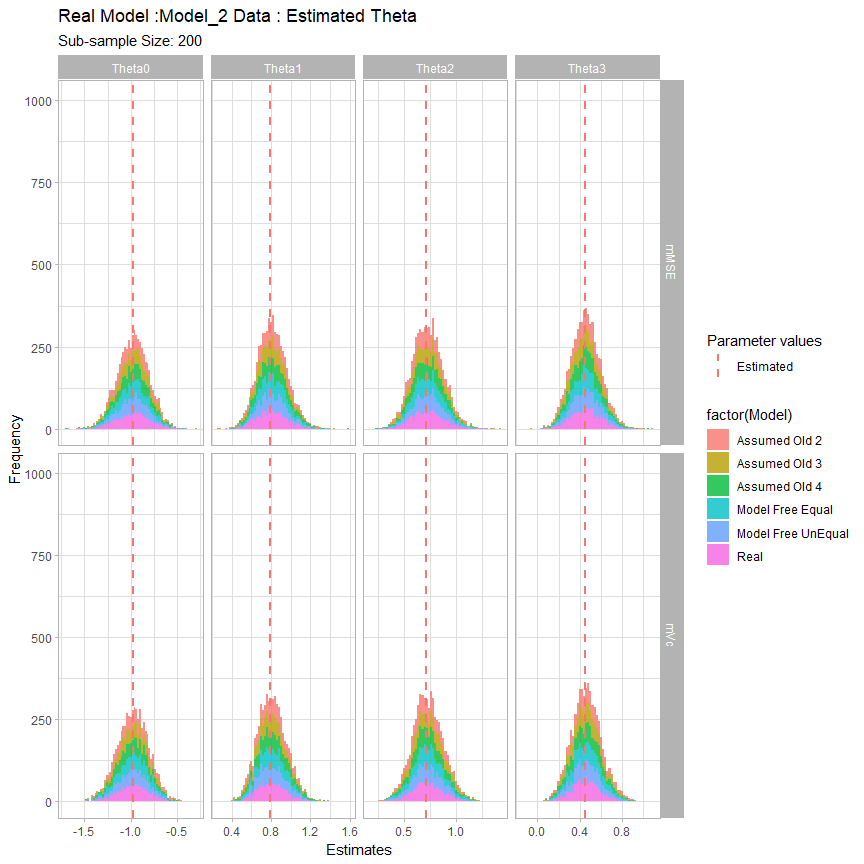 Real Model :Model_2 Data : Estimated Theta
Sub-sample Size: 200
Theta0 Theta1 Theta2 Theta3
1000
750
500
250
0
mMSE
1000
750
500
250
0
mVc
Frequency
-1.5 -1.0 -0.5 0.4 0.8 1.2 1.6 0.5 1.0 0.0 0.4 0.8
Estimates
Parameter values
Estimated
factor(Model)
Assumed Old 2
Assumed Old 3
Assumed Old 4
Model Free Equal
Model Free UnEqual
Real